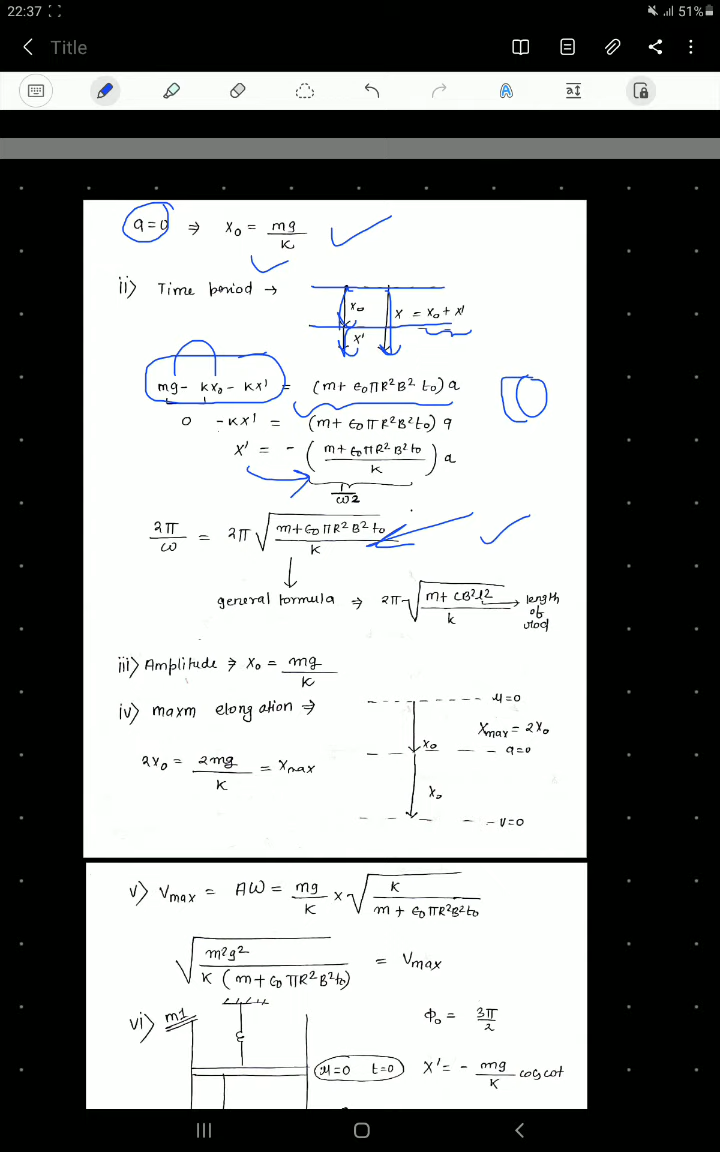 22:37
51%
Title
a=0 ⇒ x₀ = mg/K
ii) Time period →
x₀
x = x₀ + x'
x'
mg - kx₀ - kx' = (m + ε₀πR²B² t₀) a
0 - Kx' = (m + ε₀πR²B²t₀) a
x' = - ( (m + ε₀πR²B²t₀)/K ) a
1/ω²
2π/ω = 2π √((m + ε₀πR²B²t₀)/K)
general formula ⇒ 2π √((m + CB²l²)/k) → length of rod
iii) Amplitude ⇒ x₀ = mg/K
iv) maxm elongation ⇒
u=0
Xmax = 2x₀
x₀
a=0
2x₀ = 2mg/K = xmax
x₀
v=0
v) Vmax = Aω = mg/K × √(K/(m + ε₀πR²B²t₀))
√(m²g²/(K(m + ε₀πR²B²t₀))) = Vmax
vi) m1
ϕ₀ = 3π/2
u=0 t=0
x' = - mg/K cosωt